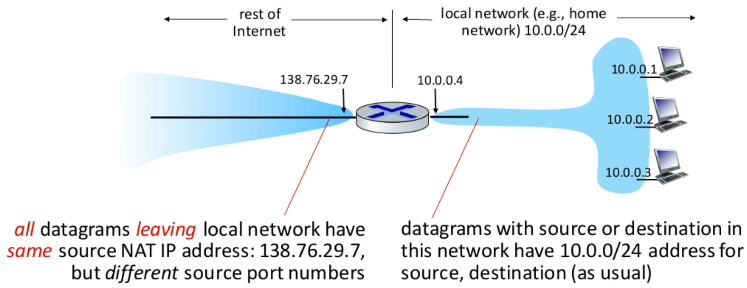 rest of
Internet
local network (e.g., home
network) 10.0.0/24
138.76.29.7
10.0.0.4
10.0.0.1
10.0.0.2
10.0.0.3
all datagrams leaving local network have
same source NAT IP address: 138.76.29.7,
but different source port numbers
datagrams with source or destination in
this network have 10.0.0/24 address for
source, destination (as usual)